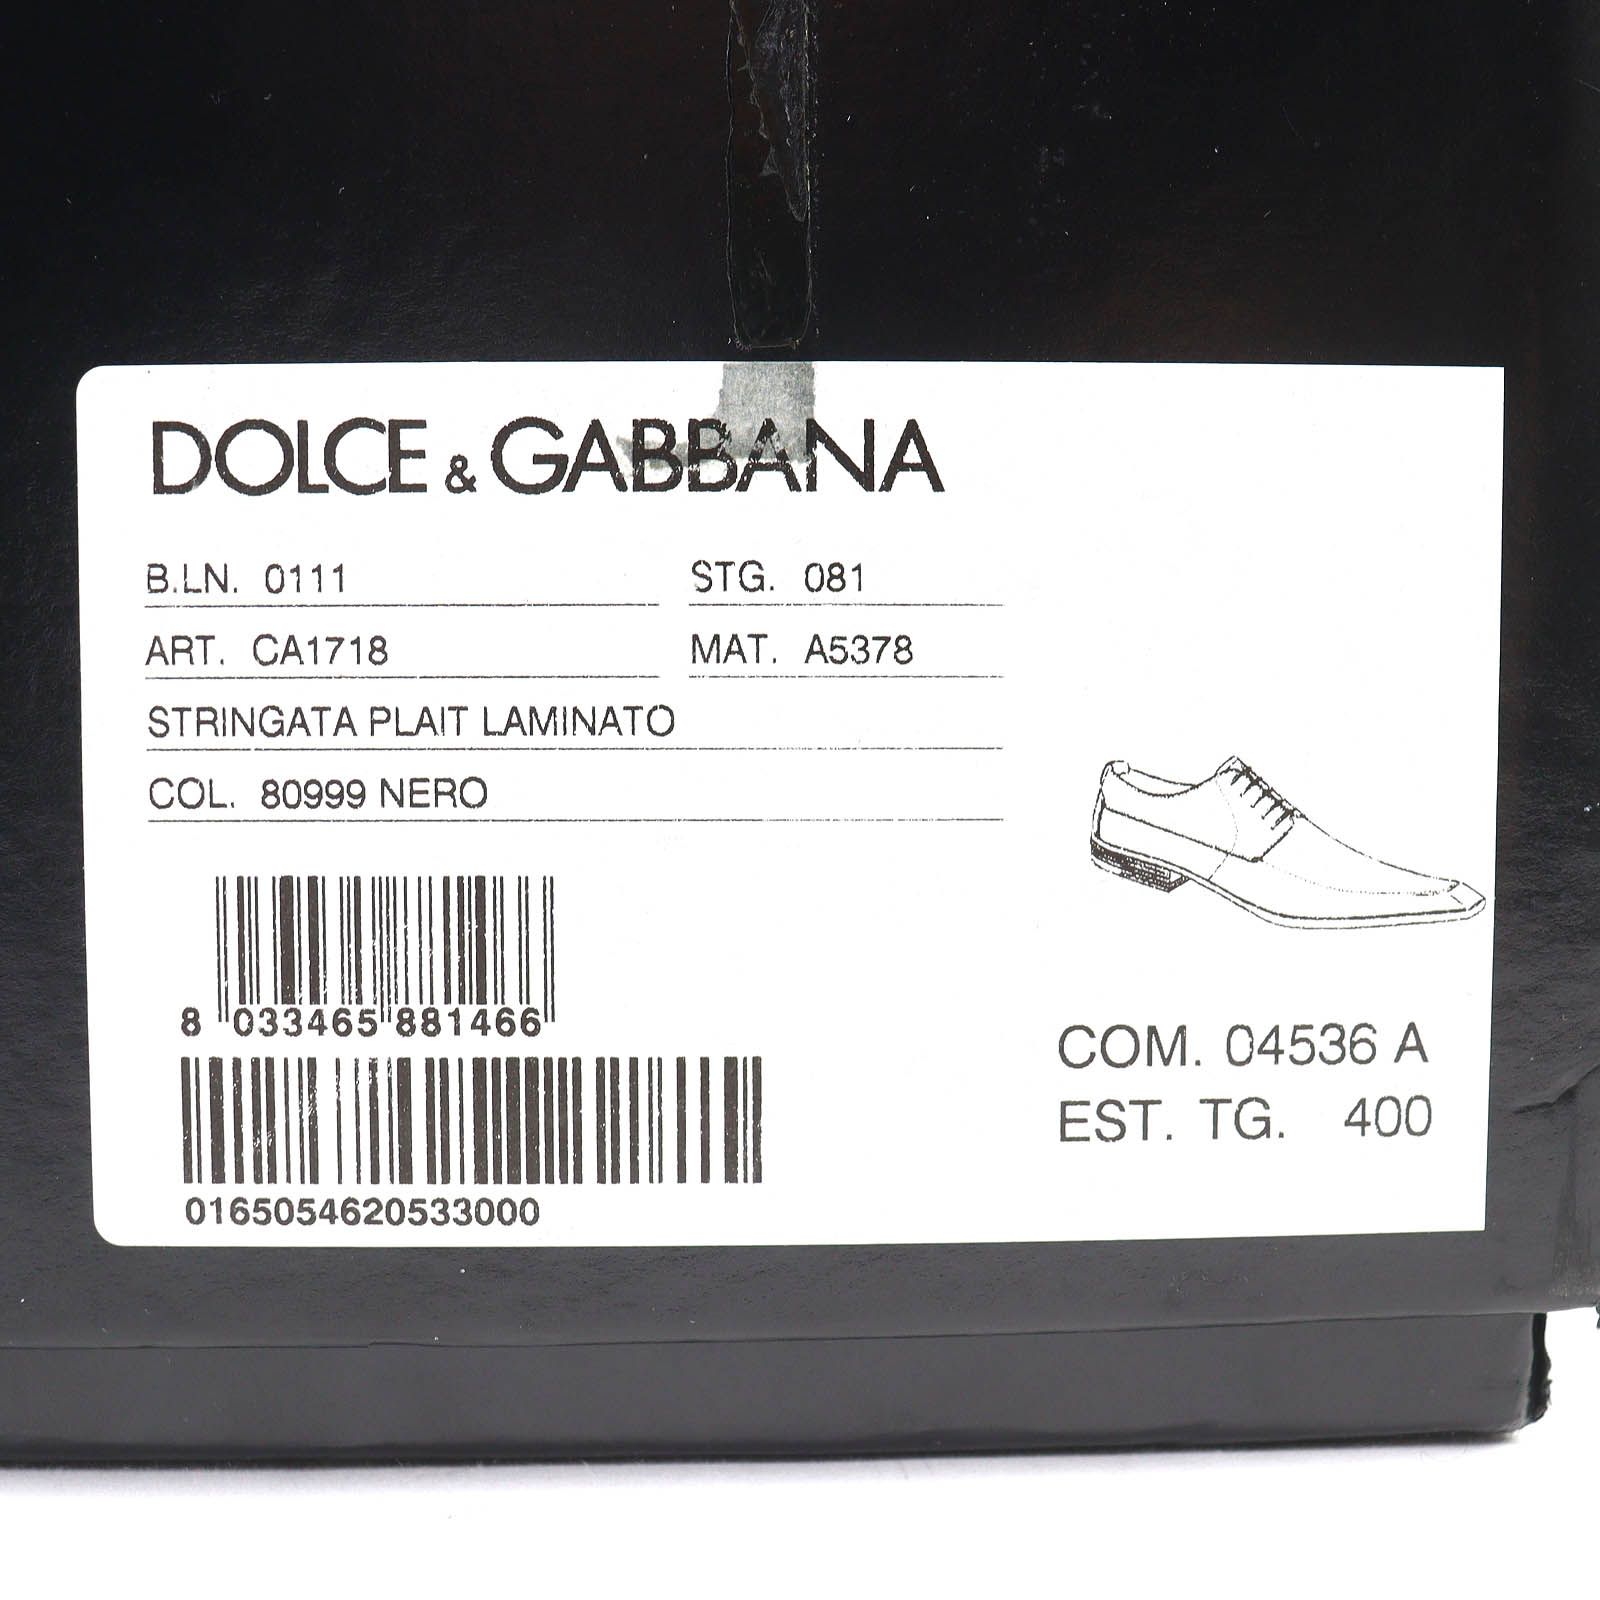 DOLCE & GABBANA
B.LN. 0111 STG. 081
ART. CA1718 MAT. A5378
STRINGATA PLAIT LAMINATO
COL. 80999 NERO
8 033465 881466
0165054620533000
COM. 04536 A
EST. TG. 400